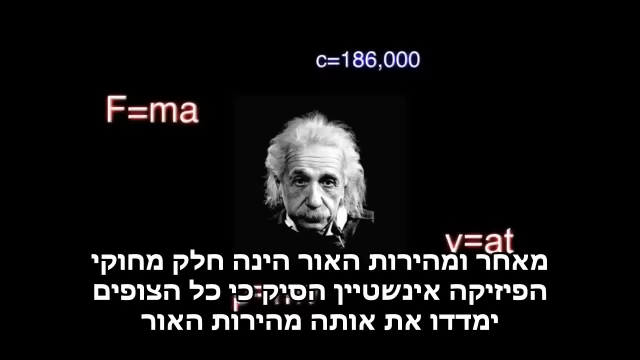 c=186,000
F=ma
v=at
מאחר ומהירות האור הינה חלק מחוקי
הפיזיקה אינשטיין הסיק כי כל הצופים
ימדדו את אותה מהירות האור